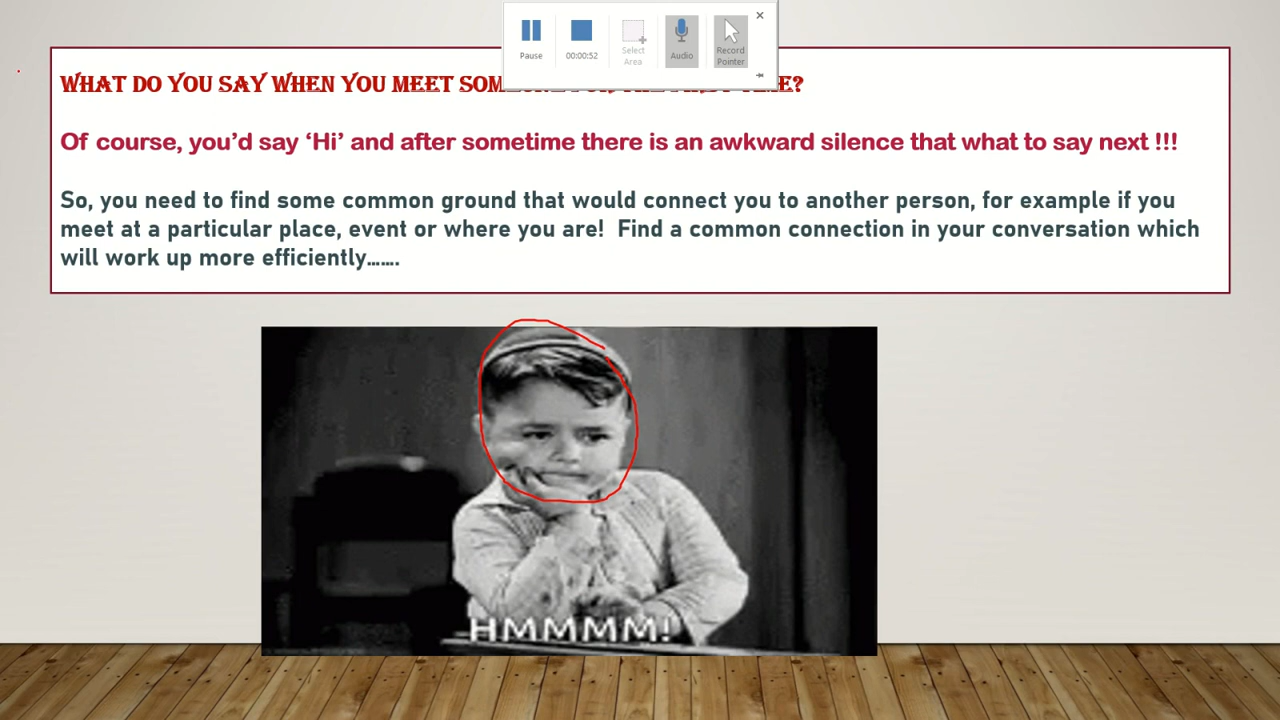 Pause
00:00:52
Select
Area
Audio
Record
Pointer
WHAT DO YOU SAY WHEN YOU MEET TIME?
Of course, you'd say ‘Hi’ and after sometime there is an awkward silence that what to say next !!!
So, you need to find some common ground that would connect you to another person, for example if you
meet at a particular place, event or where you are!  Find a common connection in your conversation which
will work up more efficiently…….
HMMMM!